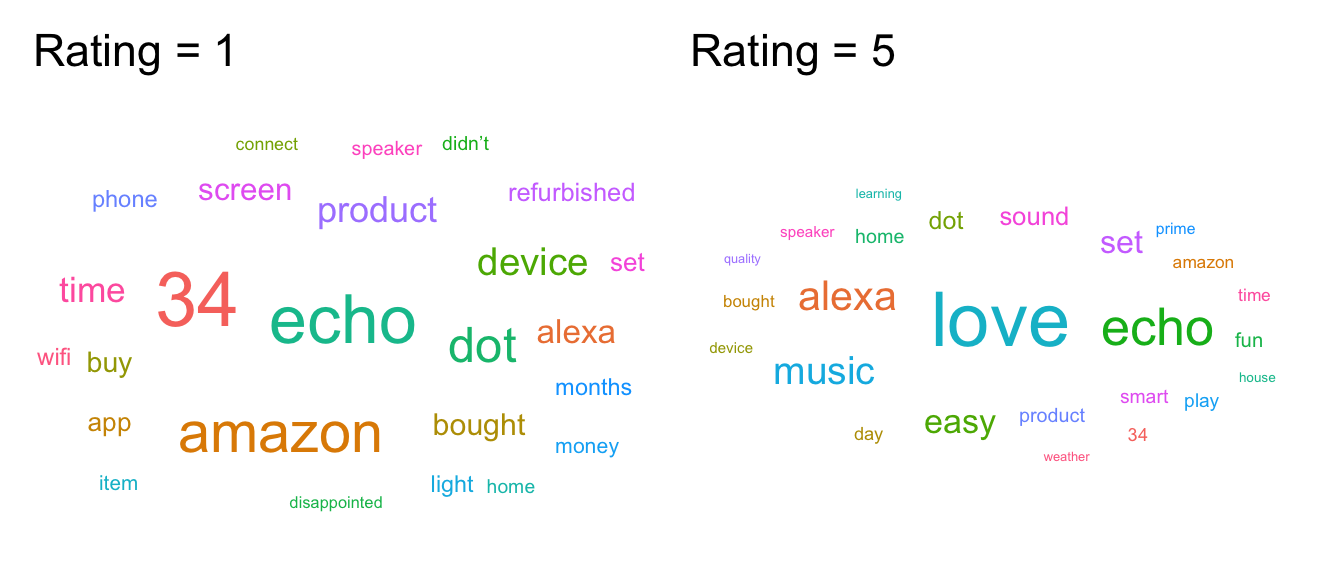 Rating = 1
connect speaker didn’t
phone screen product refurbished
time 34 echo device set
wifi buy dot alexa
months
app amazon bought money
item disappointed light home
Rating = 5
learning
speaker home dot sound set prime
quality amazon
bought alexa love echo time
device music fun
house
day easy product smart play
34
weather